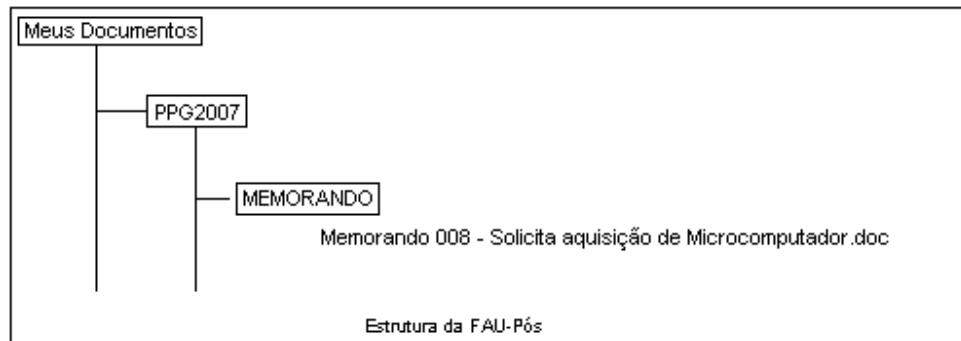 Meus Documentos
PPG2007
MEMORANDO
Memorando 008 - Solicita aquisição de Microcomputador.doc
Estrutura da FAU-Pós